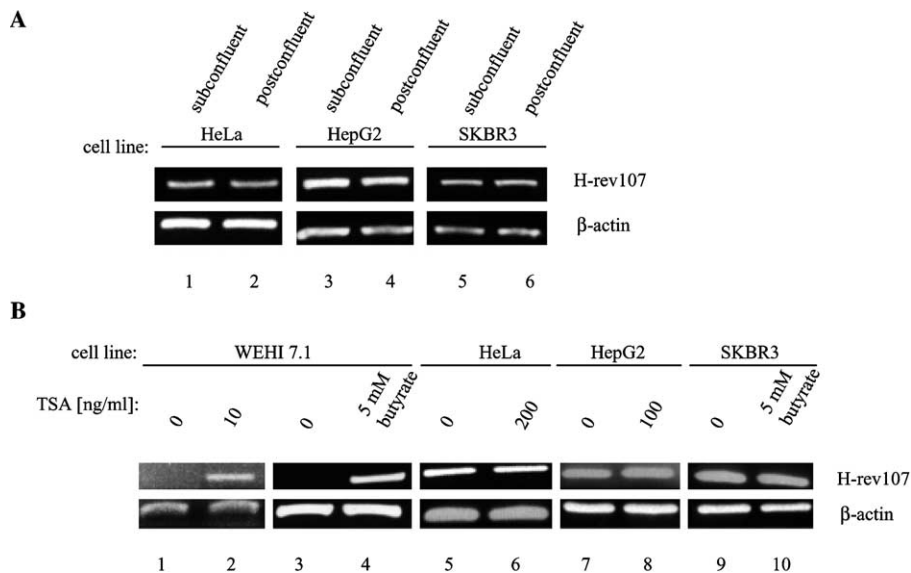 A
subconfluent postconfluent subconfluent postconfluent subconfluent postconfluent
cell line: HeLa HepG2 SKBR3
H-rev107
β-actin
1 2 3 4 5 6
B
cell line: WEHI 7.1 HeLa HepG2 SKBR3
TSA [ng/ml]: 0 10 0 5 mM butyrate 0 200 0 100 0 5 mM butyrate
H-rev107
β-actin
1 2 3 4 5 6 7 8 9 10